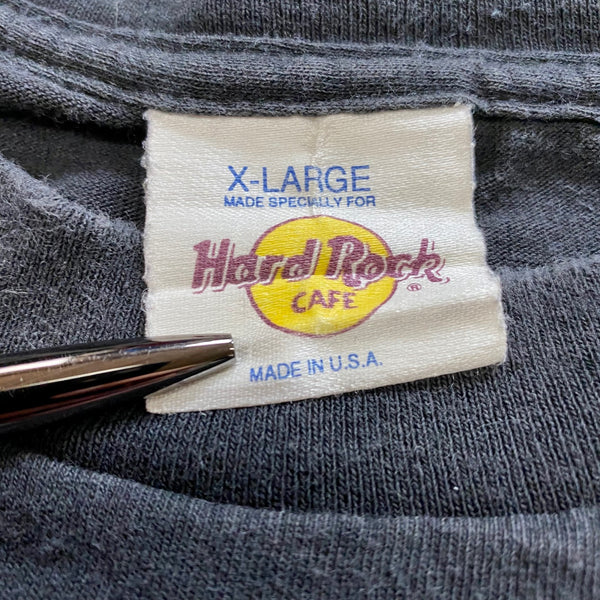 X-LARGE
MADE SPECIALLY FOR
Hard Rock
CAFE ®
MADE IN U.S.A.